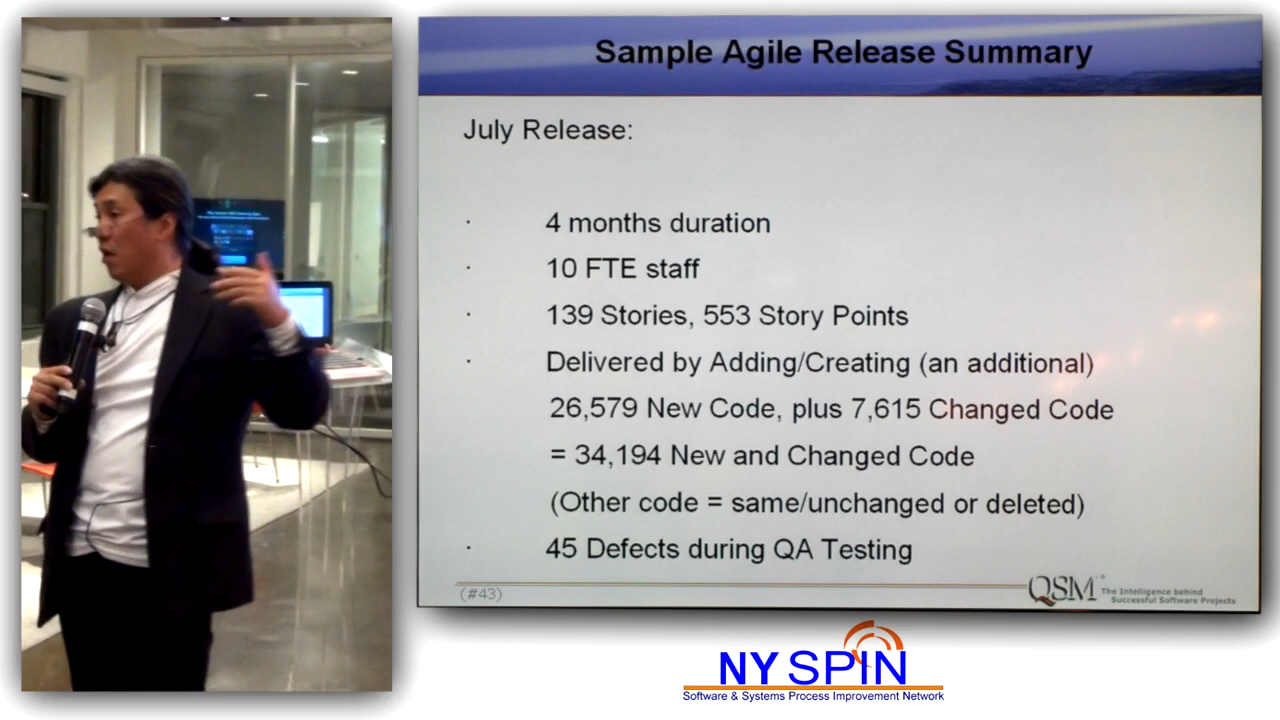 Sample Agile Release Summary
July Release:
· 4 months duration
· 10 FTE staff
· 139 Stories, 553 Story Points
· Delivered by Adding/Creating (an additional)
26,579 New Code, plus 7,615 Changed Code
= 34,194 New and Changed Code
(Other code = same/unchanged or deleted)
· 45 Defects during QA Testing
(#43)
QSM®
The Intelligence behind
Successful Software Projects
NY SPIN
Software & Systems Process Improvement Network